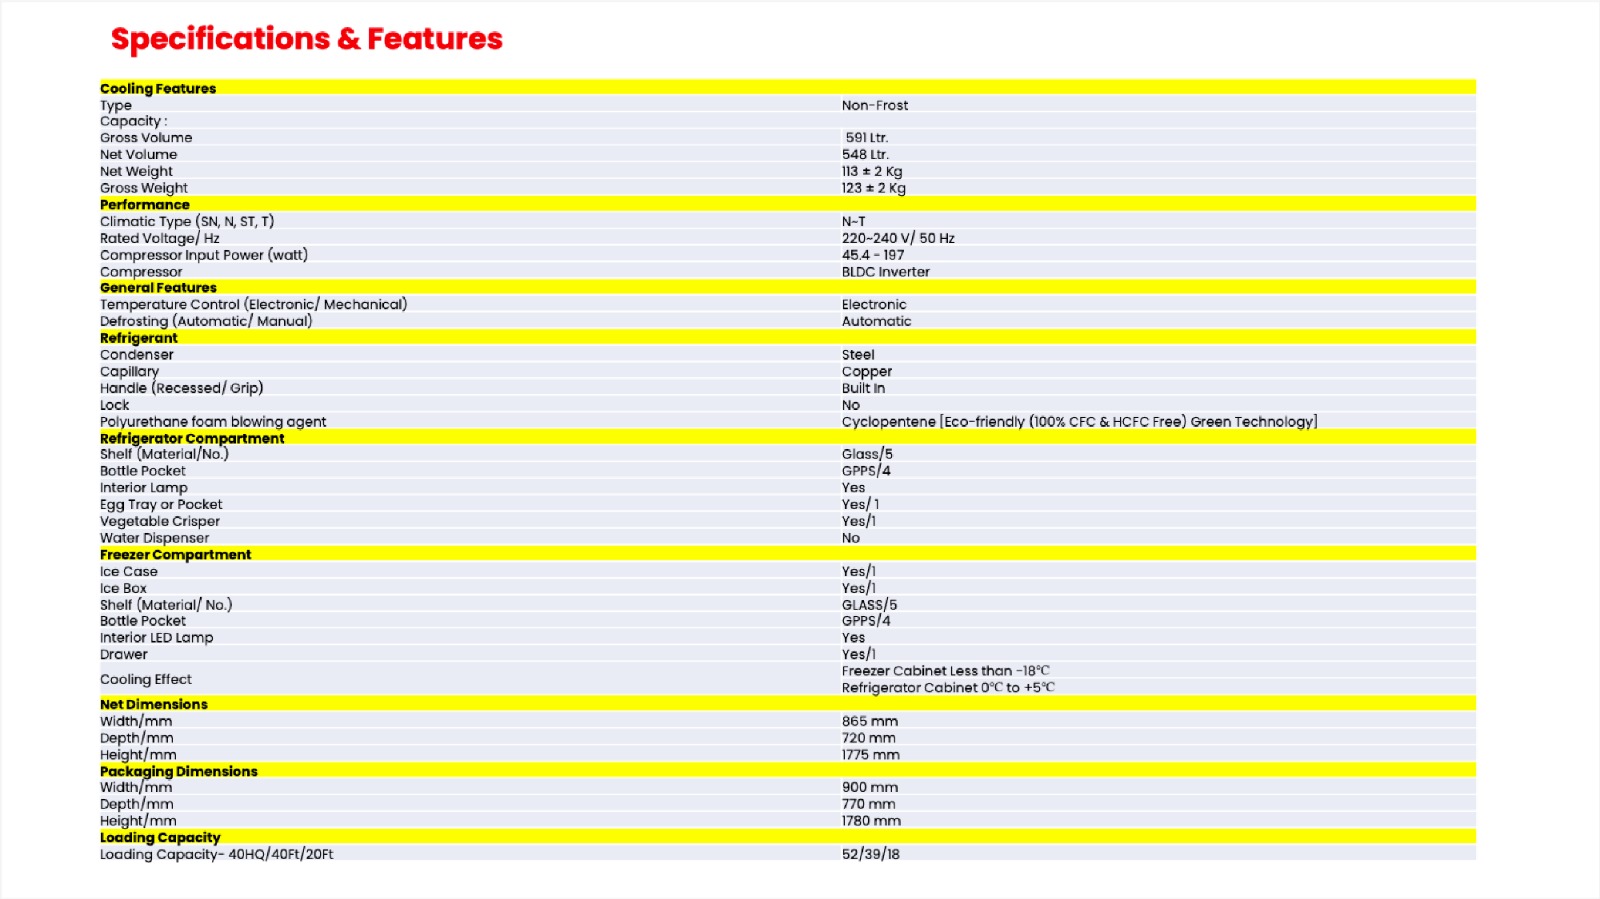 Specifications & Features
Cooling Features
Type Non-Frost
Capacity :
Gross Volume 591 Ltr.
Net Volume 548 Ltr.
Net Weight 113 ± 2 Kg
Gross Weight 123 ± 2 Kg
Performance
Climatic Type (SN, N, ST, T) N~T
Rated Voltage/ Hz 220~240 V/ 50 Hz
Compressor Input Power (watt) 45.4 - 197
Compressor BLDC Inverter
General Features
Temperature Control (Electronic/ Mechanical) Electronic
Defrosting (Automatic/ Manual) Automatic
Refrigerant
Condenser Steel
Capillary Copper
Handle (Recessed/ Grip) Built In
Lock No
Polyurethane foam blowing agent Cyclopentene [Eco-friendly (100% CFC & HCFC Free) Green Technology]
Refrigerator Compartment
Shelf (Material/No.) Glass/5
Bottle Pocket GPPS/4
Interior Lamp Yes
Egg Tray or Pocket Yes/ 1
Vegetable Crisper Yes/1
Water Dispenser No
Freezer Compartment
Ice Case Yes/1
Ice Box Yes/1
Shelf (Material/ No.) GLASS/5
Bottle Pocket GPPS/4
Interior LED Lamp Yes
Drawer Yes/1
Cooling Effect Freezer Cabinet Less than -18℃
Refrigerator Cabinet 0℃ to +5℃
Net Dimensions
Width/mm 865 mm
Depth/mm 720 mm
Height/mm 1775 mm
Packaging Dimensions
Width/mm 900 mm
Depth/mm 770 mm
Height/mm 1780 mm
Loading Capacity
Loading Capacity- 40HQ/40Ft/20Ft 52/39/18